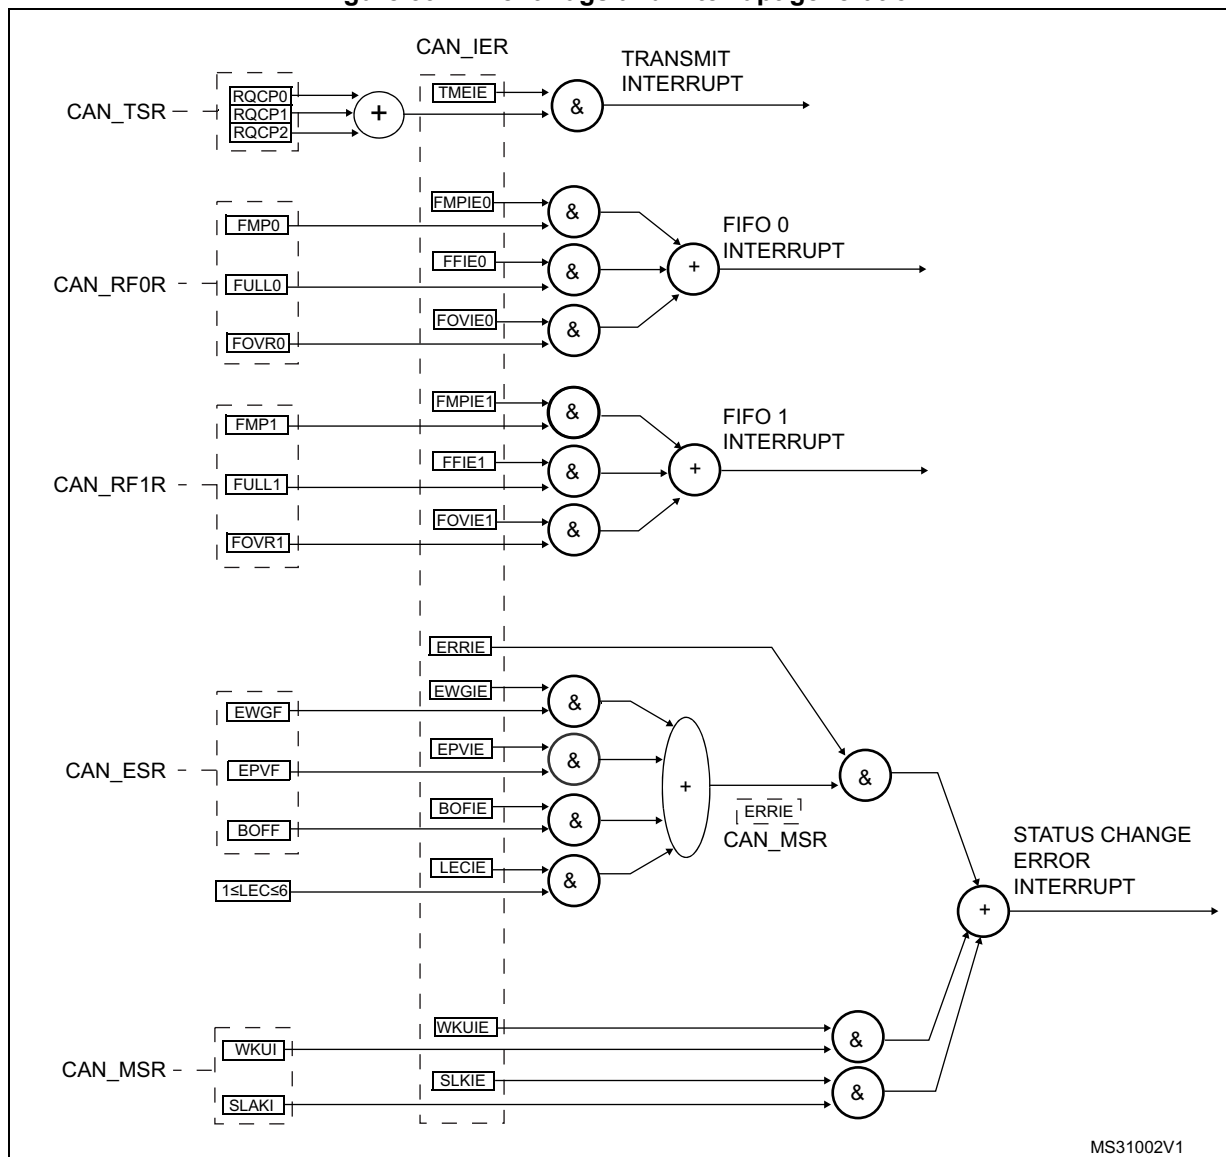 CAN_IER
TRANSMIT
INTERRUPT
CAN_TSR
RQCP0
RQCP1
RQCP2
+
TMEIE
&
CAN_RF0R
FMP0
FULL0
FOVR0
FMPIE0
FFIE0
FOVIE0
&
&
&
+
FIFO 0
INTERRUPT
CAN_RF1R
FMP1
FULL1
FOVR1
FMPIE1
FFIE1
FOVIE1
&
&
&
+
FIFO 1
INTERRUPT
ERRIE
CAN_ESR
EWGF
EPVF
BOFF
1≤LEC≤6
EWGIE
EPVIE
BOFIE
LECIE
&
&
&
&
+
ERRIE
CAN_MSR
&
STATUS CHANGE
ERROR
INTERRUPT
+
CAN_MSR
WKUI
SLAKI
WKUIE
SLKIE
&
&
MS31002V1